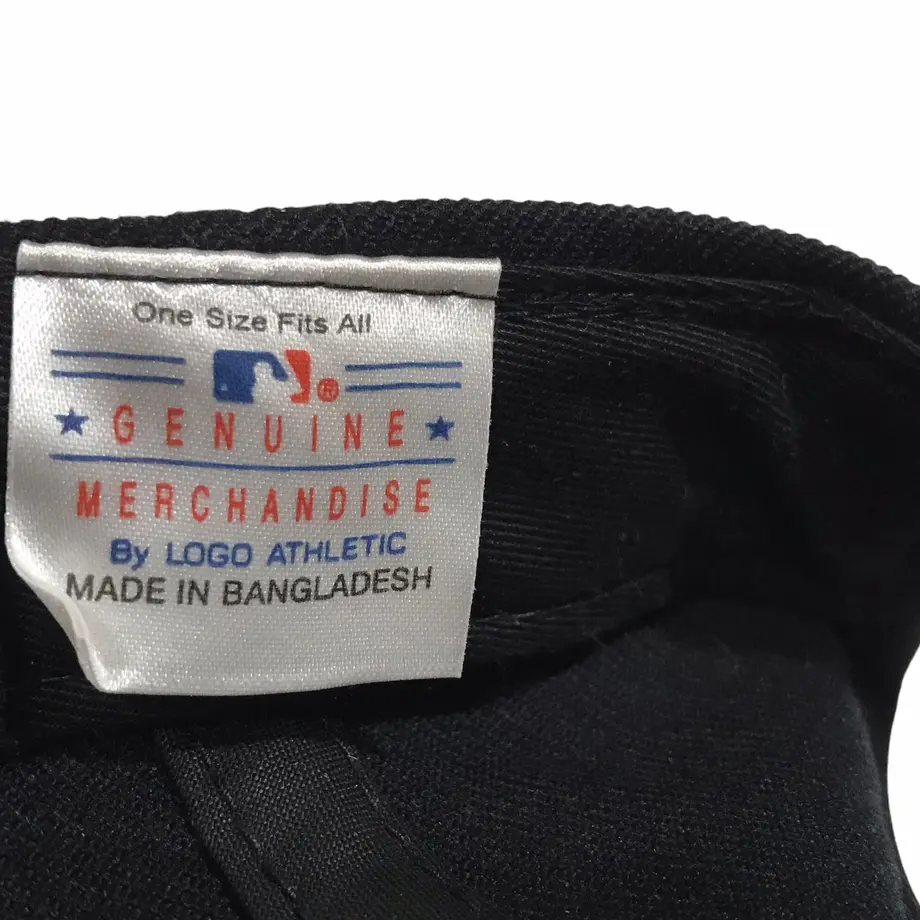 One Size Fits All
®
GENUINE
MERCHANDISE
By LOGO ATHLETIC
MADE IN BANGLADESH